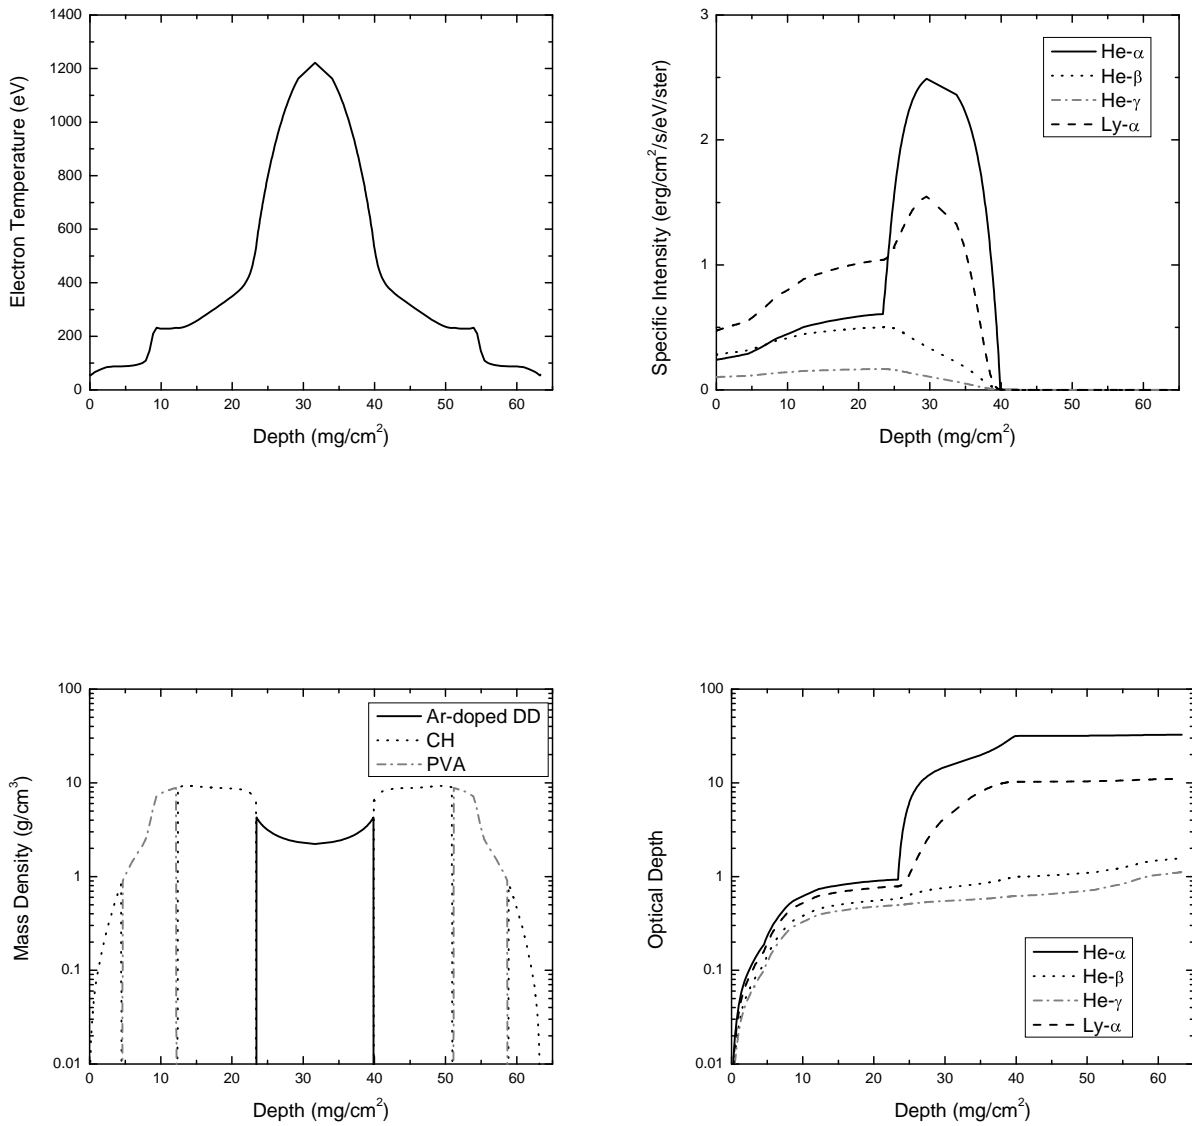 1400
1200
1000
800
600
400
200
0
0 10 20 30 40 50 60
Electron Temperature (eV)
Depth (mg/cm²)
3
2
1
0
0 10 20 30 40 50 60
Specific Intensity (erg/cm²/s/eV/ster)
Depth (mg/cm²)
He-α
He-β
He-γ
Ly-α
100
10
1
0.1
0.01
0 10 20 30 40 50 60
Mass Density (g/cm³)
Depth (mg/cm²)
Ar-doped DD
CH
PVA
100
10
1
0.1
0.01
0 10 20 30 40 50 60
Optical Depth
Depth (mg/cm²)
He-α
He-β
He-γ
Ly-α